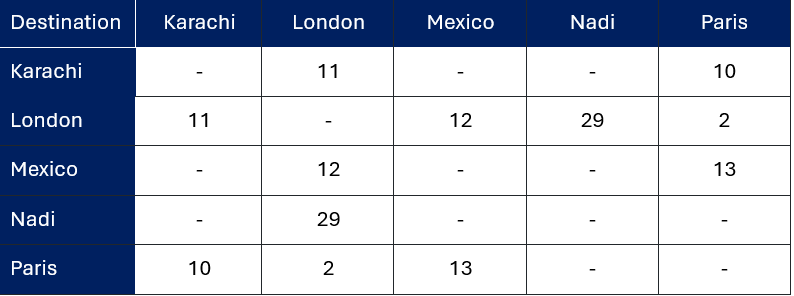 Destination Karachi London Mexico Nadi Paris
Karachi - 11 - - 10
London 11 - 12 29 2
Mexico - 12 - - 13
Nadi - 29 - - -
Paris 10 2 13 - -